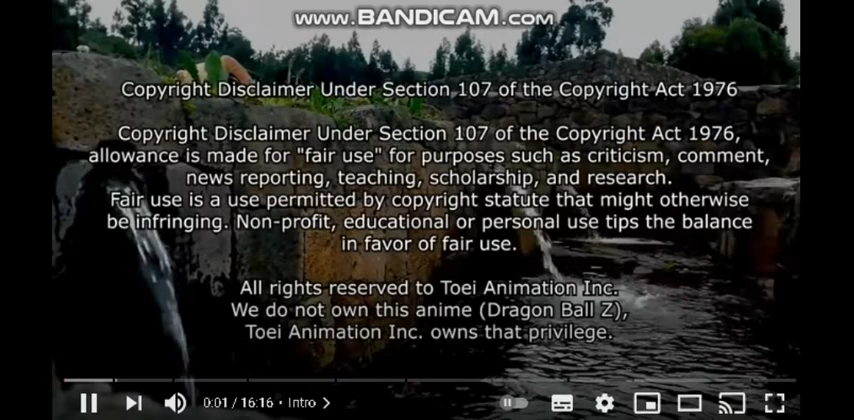 www.BANDICAM.com
Copyright Disclaimer Under Section 107 of the Copyright Act 1976
Copyright Disclaimer Under Section 107 of the Copyright Act 1976,
allowance is made for "fair use" for purposes such as criticism, comment,
news reporting, teaching, scholarship, and research.
Fair use is a use permitted by copyright statute that might otherwise
be infringing. Non-profit, educational or personal use tips the balance
in favor of fair use.
All rights reserved to Toei Animation Inc.
We do not own this anime (Dragon Ball Z),
Toei Animation Inc. owns that privilege.
0:01 / 16:16 • Intro >